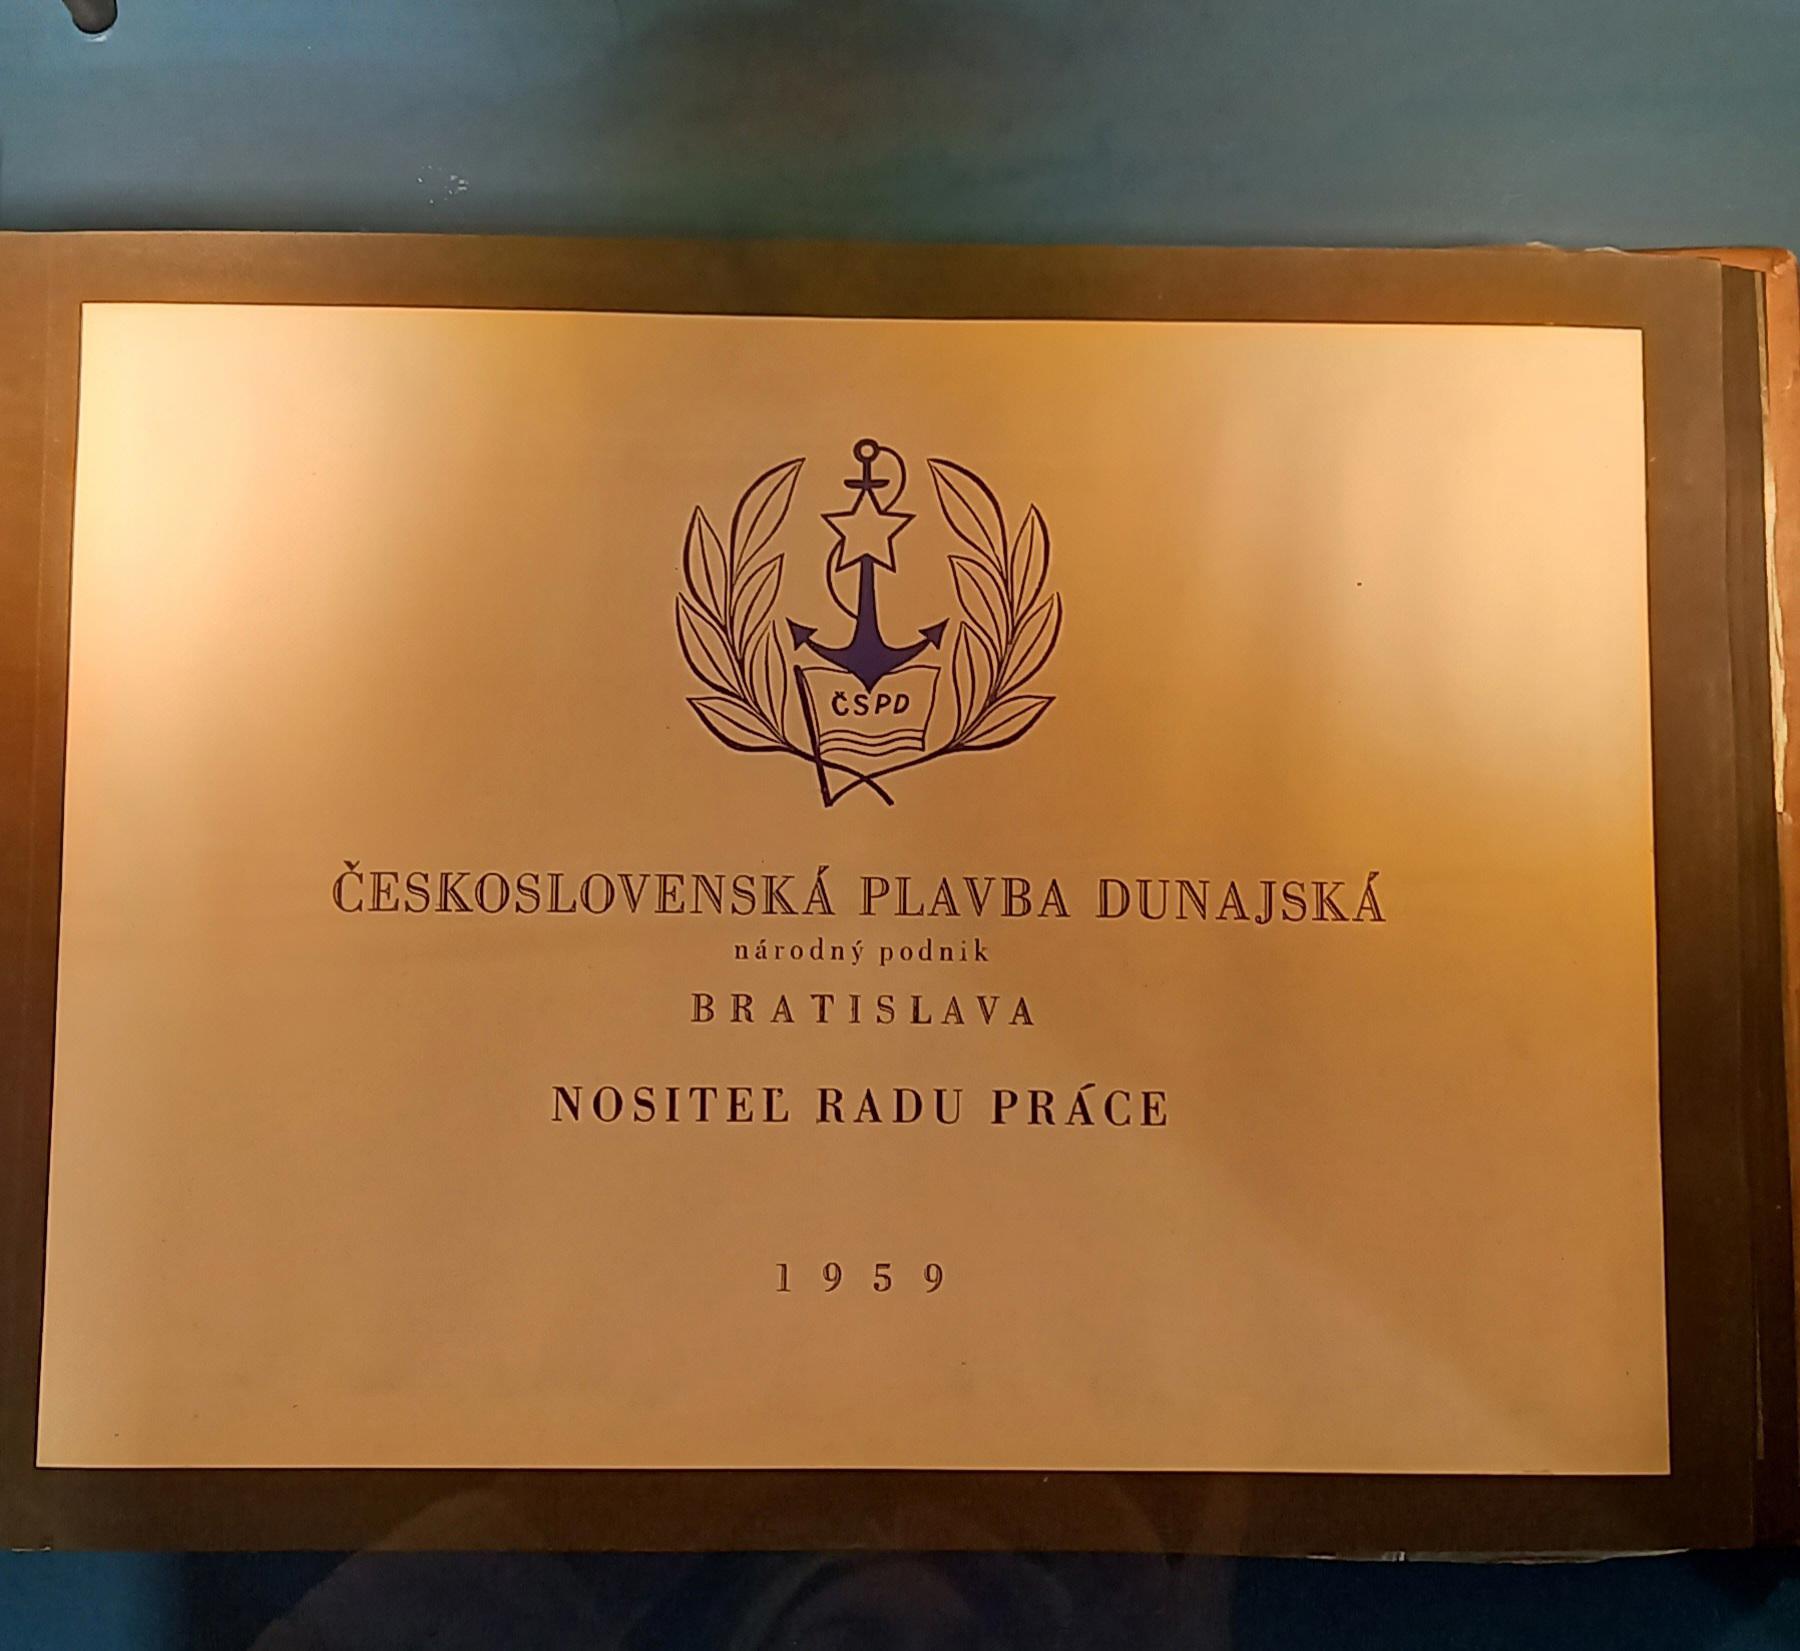 ČSPD
ČESKOSLOVENSKÁ PLAVBA DUNAJSKÁ
národný podnik
BRATISLAVA
NOSITEĽ RADU PRÁCE
1959